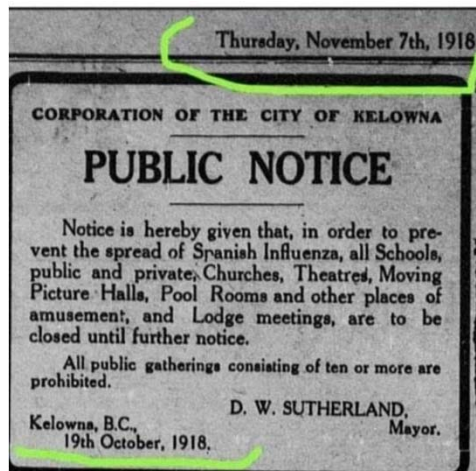 Thursday, November 7th, 1918
CORPORATION OF THE CITY OF KELOWNA
PUBLIC NOTICE
Notice is hereby given that, in order to pre-
vent the spread of Spanish Influenza, all Schools,
public and private, Churches, Theatres, Moving
Picture Halls, Pool Rooms and other places of
amusement, and Lodge meetings, are to be
closed until further notice.
All public gatherings consisting of ten or more are
prohibited.
D. W. SUTHERLAND,
Mayor.
Kelowna, B.C.,
19th October, 1918.